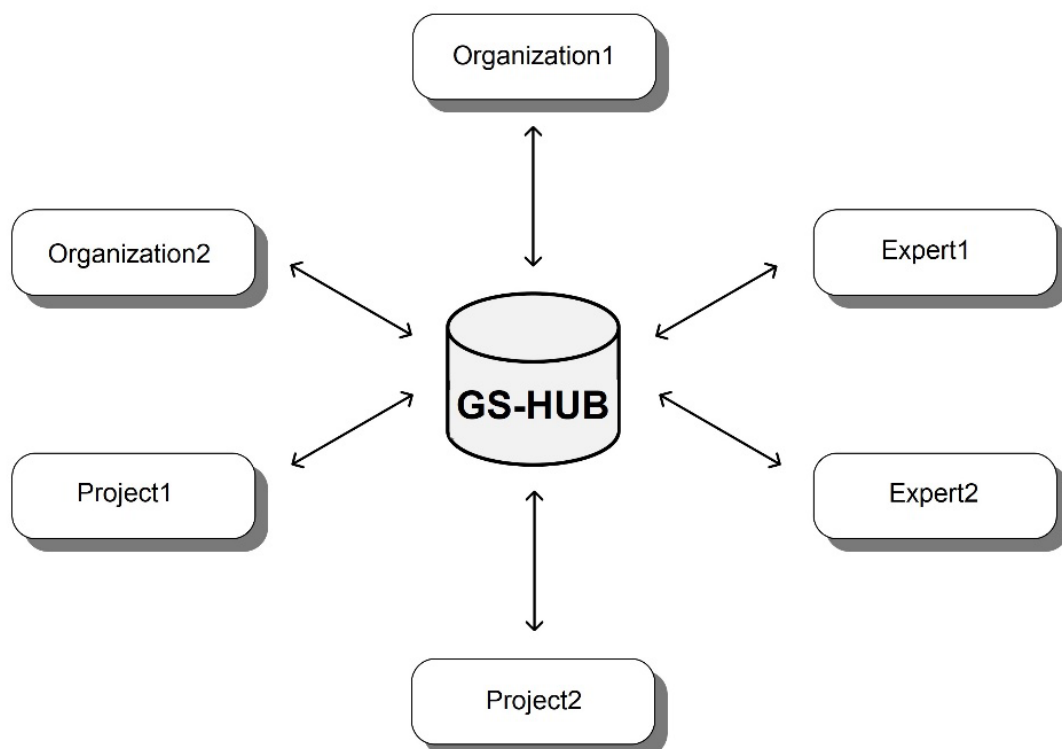 Organization1
Organization2
Expert1
GS-HUB
Project1
Expert2
Project2